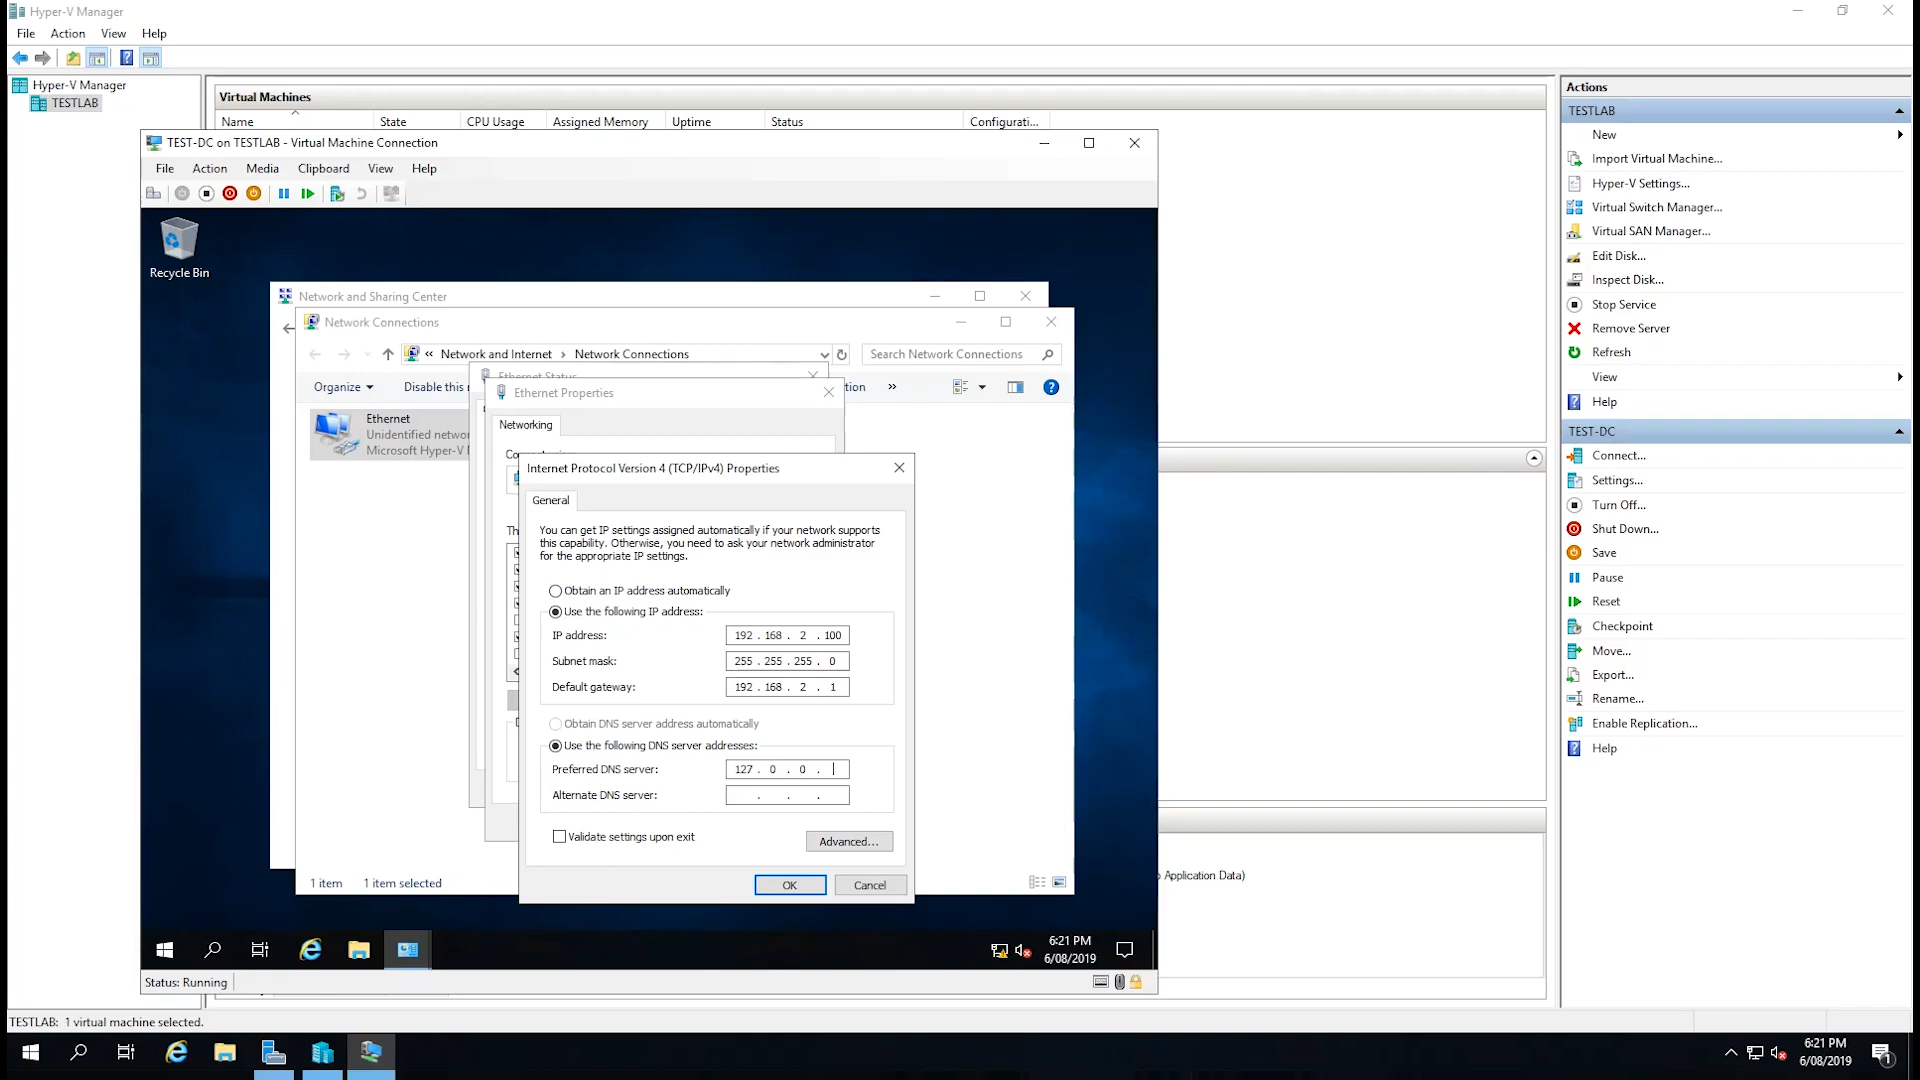 Hyper-V Manager
File Action View Help
Hyper-V Manager
TESTLAB
Virtual Machines
Name State CPU Usage Assigned Memory Uptime Status Configurati...
TEST-DC on TESTLAB - Virtual Machine Connection
File Action Media Clipboard View Help
Recycle Bin
Network and Sharing Center
Network Connections
« Network and Internet › Network Connections
Search Network Connections
Organize
Disable this
»
Ethernet Status
Ethernet Properties
Ethernet
Unidentified
Microsoft Hyper-V
Networking
Internet Protocol Version 4 (TCP/IPv4) Properties
General
You can get IP settings assigned automatically if your network supports
this capability. Otherwise, you need to ask your network administrator
for the appropriate IP settings.
Obtain an IP address automatically
Use the following IP address:
IP address: 192 . 168 . 2 . 100
Subnet mask: 255 . 255 . 255 . 0
Default gateway: 192 . 168 . 2 . 1
Obtain DNS server address automatically
Use the following DNS server addresses:
Preferred DNS server: 127 . 0 . 0 .
Alternate DNS server: . . .
Validate settings upon exit
Advanced...
OK Cancel
1 item 1 item selected
6:21 PM
6/08/2019
Status: Running
Application Data)
Actions
TESTLAB
New
Import Virtual Machine...
Hyper-V Settings...
Virtual Switch Manager...
Virtual SAN Manager...
Edit Disk...
Inspect Disk...
Stop Service
Remove Server
Refresh
View
Help
TEST-DC
Connect...
Settings...
Turn Off...
Shut Down...
Save
Pause
Reset
Checkpoint
Move...
Export...
Rename...
Enable Replication...
Help
TESTLAB: 1 virtual machine selected.
6:21 PM
6/08/2019
1